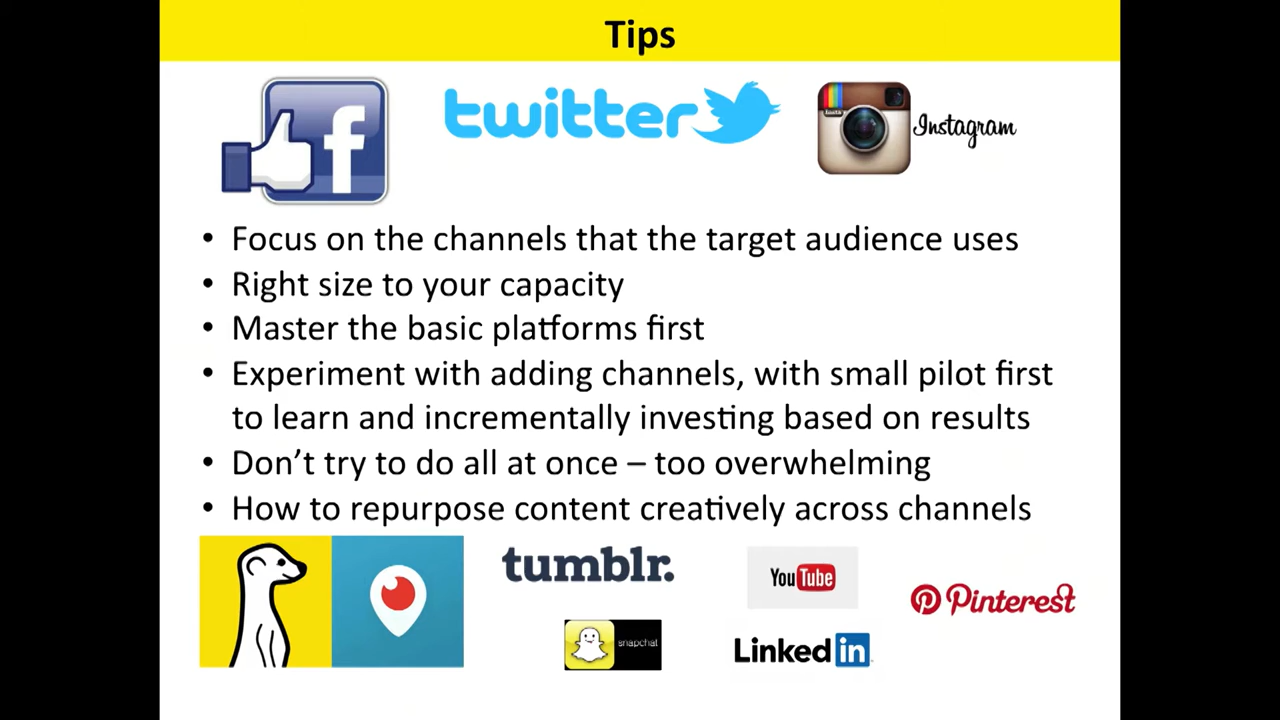 Tips
f
twitter
Insta
Instagram
• Focus on the channels that the target audience uses
• Right size to your capacity
• Master the basic platforms first
• Experiment with adding channels, with small pilot first
to learn and incrementally investing based on results
• Don’t try to do all at once – too overwhelming
• How to repurpose content creatively across channels
tumblr.
YouTube
Pinterest
snapchat
Linked in